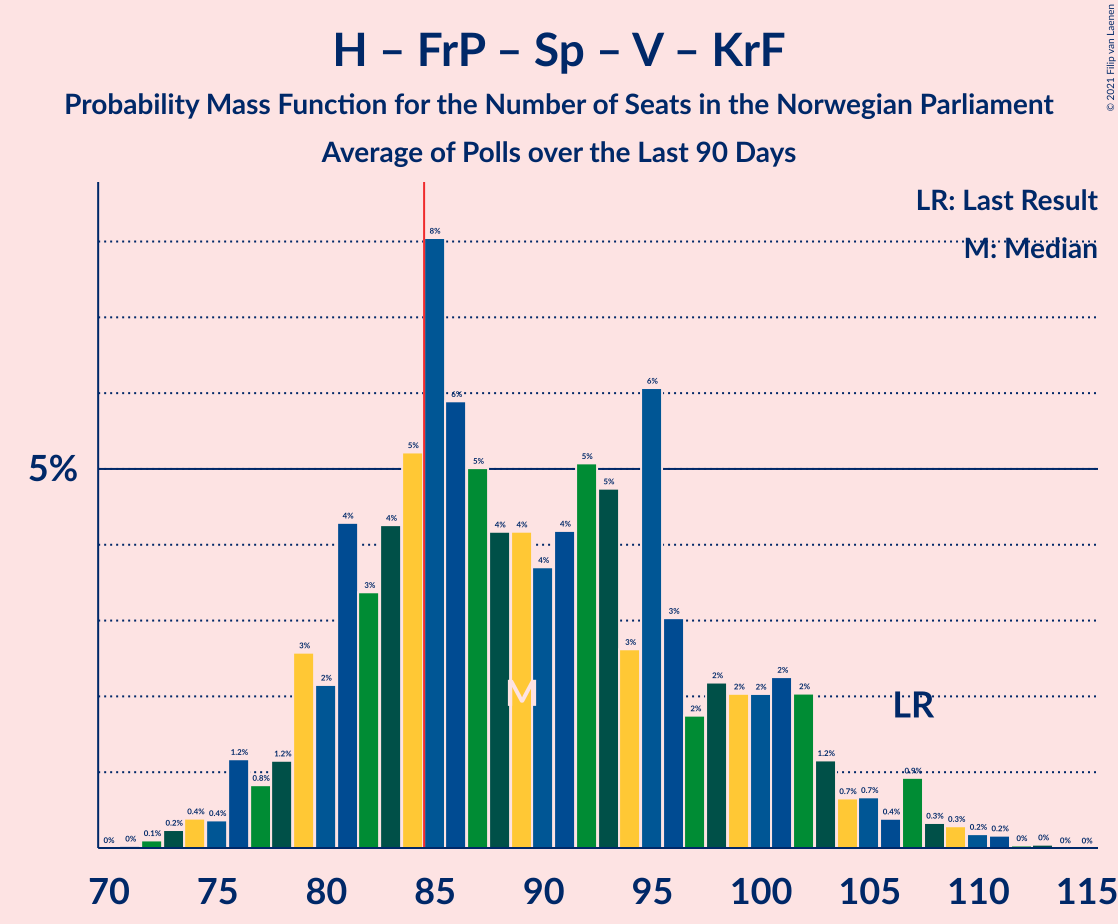 H – FrP – Sp – V – KrF
Probability Mass Function for the Number of Seats in the Norwegian Parliament
Average of Polls over the Last 90 Days
© 2021 Filip van Laenen
LR: Last Result
M: Median
5%
0% 0% 0.1% 0.2% 0.4% 0.4% 1.2% 0.8% 1.2% 3% 2% 4% 3% 4% 5% 8% 6% 5% 4% 4% 4% 4% 5% 5% 3% 6% 3% 2% 2% 2% 2% 2% 2% 1.2% 0.7% 0.7% 0.4% 0.9% 0.3% 0.3% 0.2% 0.2% 0% 0% 0% 0%
M
LR
70 75 80 85 90 95 100 105 110 115